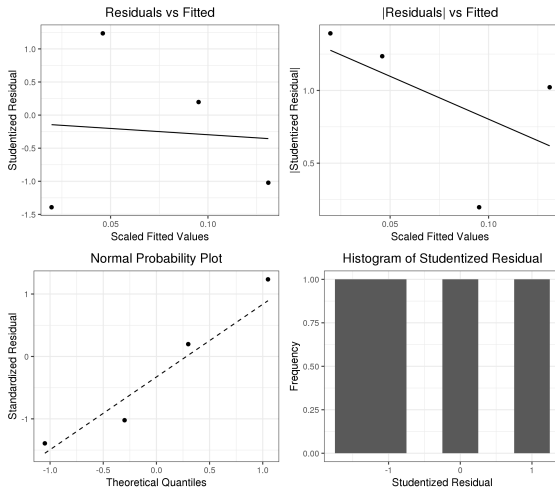 Residuals vs Fitted
Studentized Residual
1.0
0.5
0.0
-0.5
-1.0
-1.5
0.05
0.10
Scaled Fitted Values
|Residuals| vs Fitted
|Studentized Residual|
1.0
0.5
0.05
0.10
Scaled Fitted Values
Normal Probability Plot
Standardized Residual
1
0
-1
-1.0
-0.5
0.0
0.5
1.0
Theoretical Quantiles
Histogram of Studentized Residual
Frequency
1.00
0.75
0.50
0.25
0.00
-1
0
1
Studentized Residual